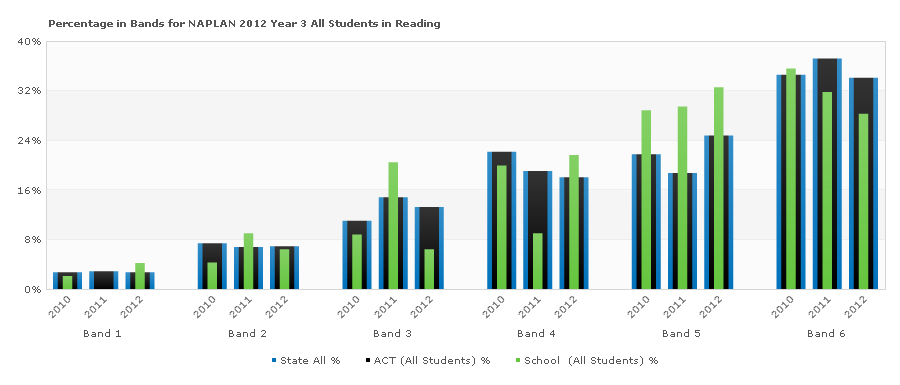 Percentage in Bands for NAPLAN 2012 Year 3 All Students in Reading
40%
32%
24%
16%
8%
0%
2010 2011 2012 2010 2011 2012 2010 2011 2012 2010 2011 2012 2010 2011 2012 2010 2011 2012
Band 1 Band 2 Band 3 Band 4 Band 5 Band 6
State All % ACT (All Students) % School (All Students) %